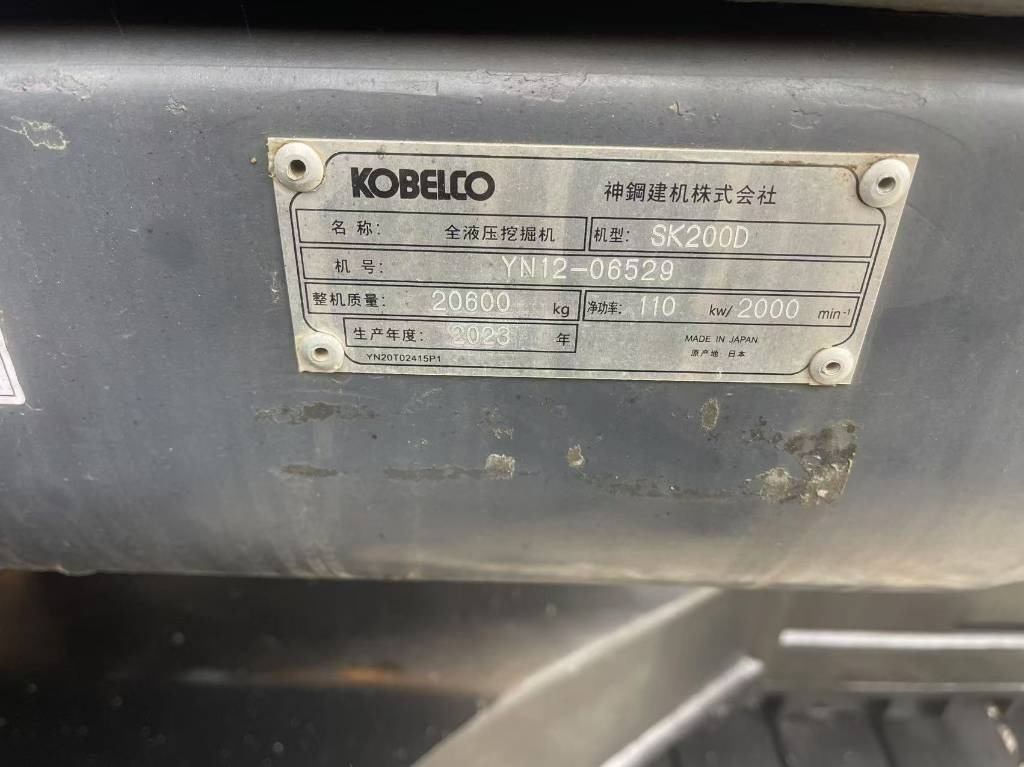 KOBELCO 神鋼建机株式会社
名 称: 全液压挖掘机 机型: SK200D
机 号: YN12-06529
整机质量: 20600 kg 净功率: 110 kw/ 2000 min⁻¹
生产年度: 2023 年 MADE IN JAPAN
YN20T02415P1 原产地 日本